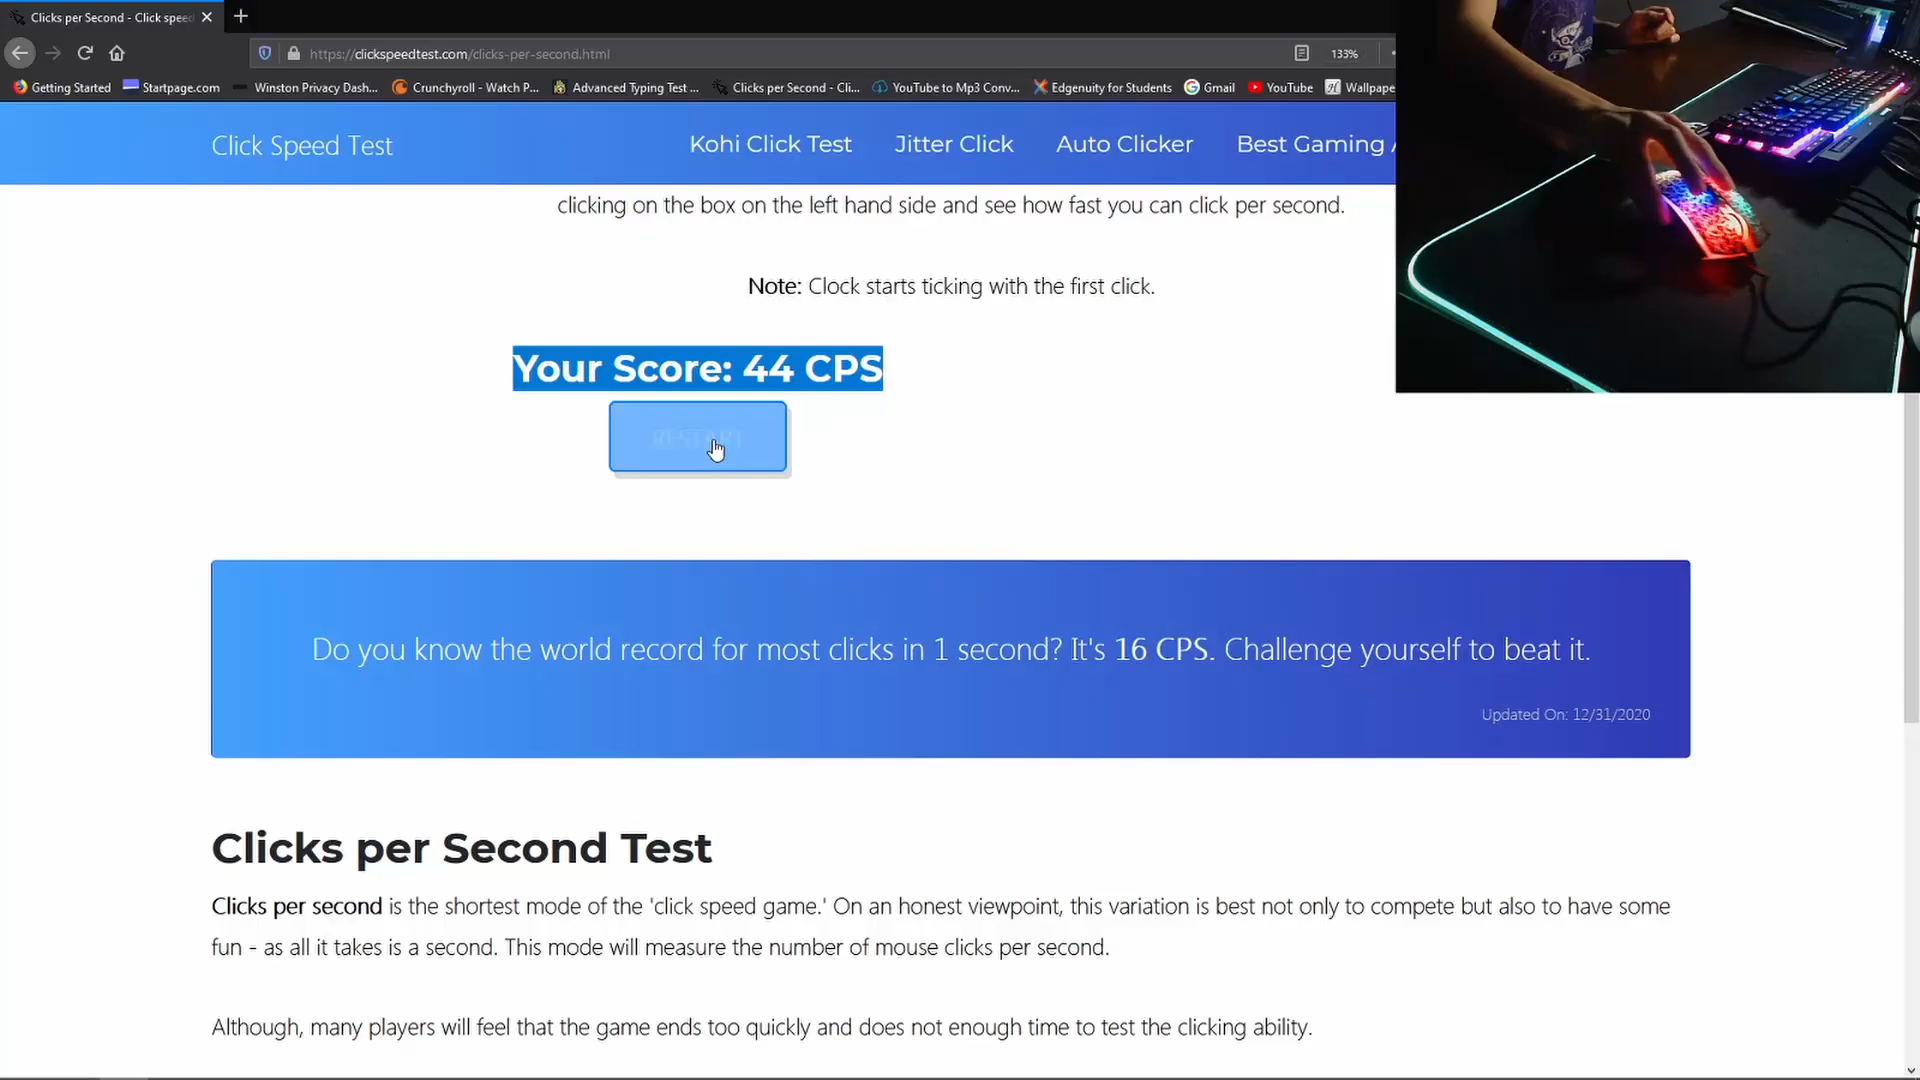 Clicks per Second - Click speed
https://clickspeedtest.com/clicks-per-second.html
133%
Getting Started
Startpage.com
Winston Privacy Dash...
Crunchyroll - Watch P...
Advanced Typing Test ...
Clicks per Second - Cli...
YouTube to Mp3 Conv...
Edgenuity for Students
Gmail
YouTube
Wallpape
Click Speed Test
Kohi Click Test
Jitter Click
Auto Clicker
Best Gaming
clicking on the box on the left hand side and see how fast you can click per second.
Note: Clock starts ticking with the first click.
Your Score: 44 CPS
RESTART
Do you know the world record for most clicks in 1 second? It's 16 CPS. Challenge yourself to beat it.
Updated On: 12/31/2020
Clicks per Second Test
Clicks per second is the shortest mode of the 'click speed game.' On an honest viewpoint, this variation is best not only to compete but also to have some
fun - as all it takes is a second. This mode will measure the number of mouse clicks per second.
Although, many players will feel that the game ends too quickly and does not enough time to test the clicking ability.